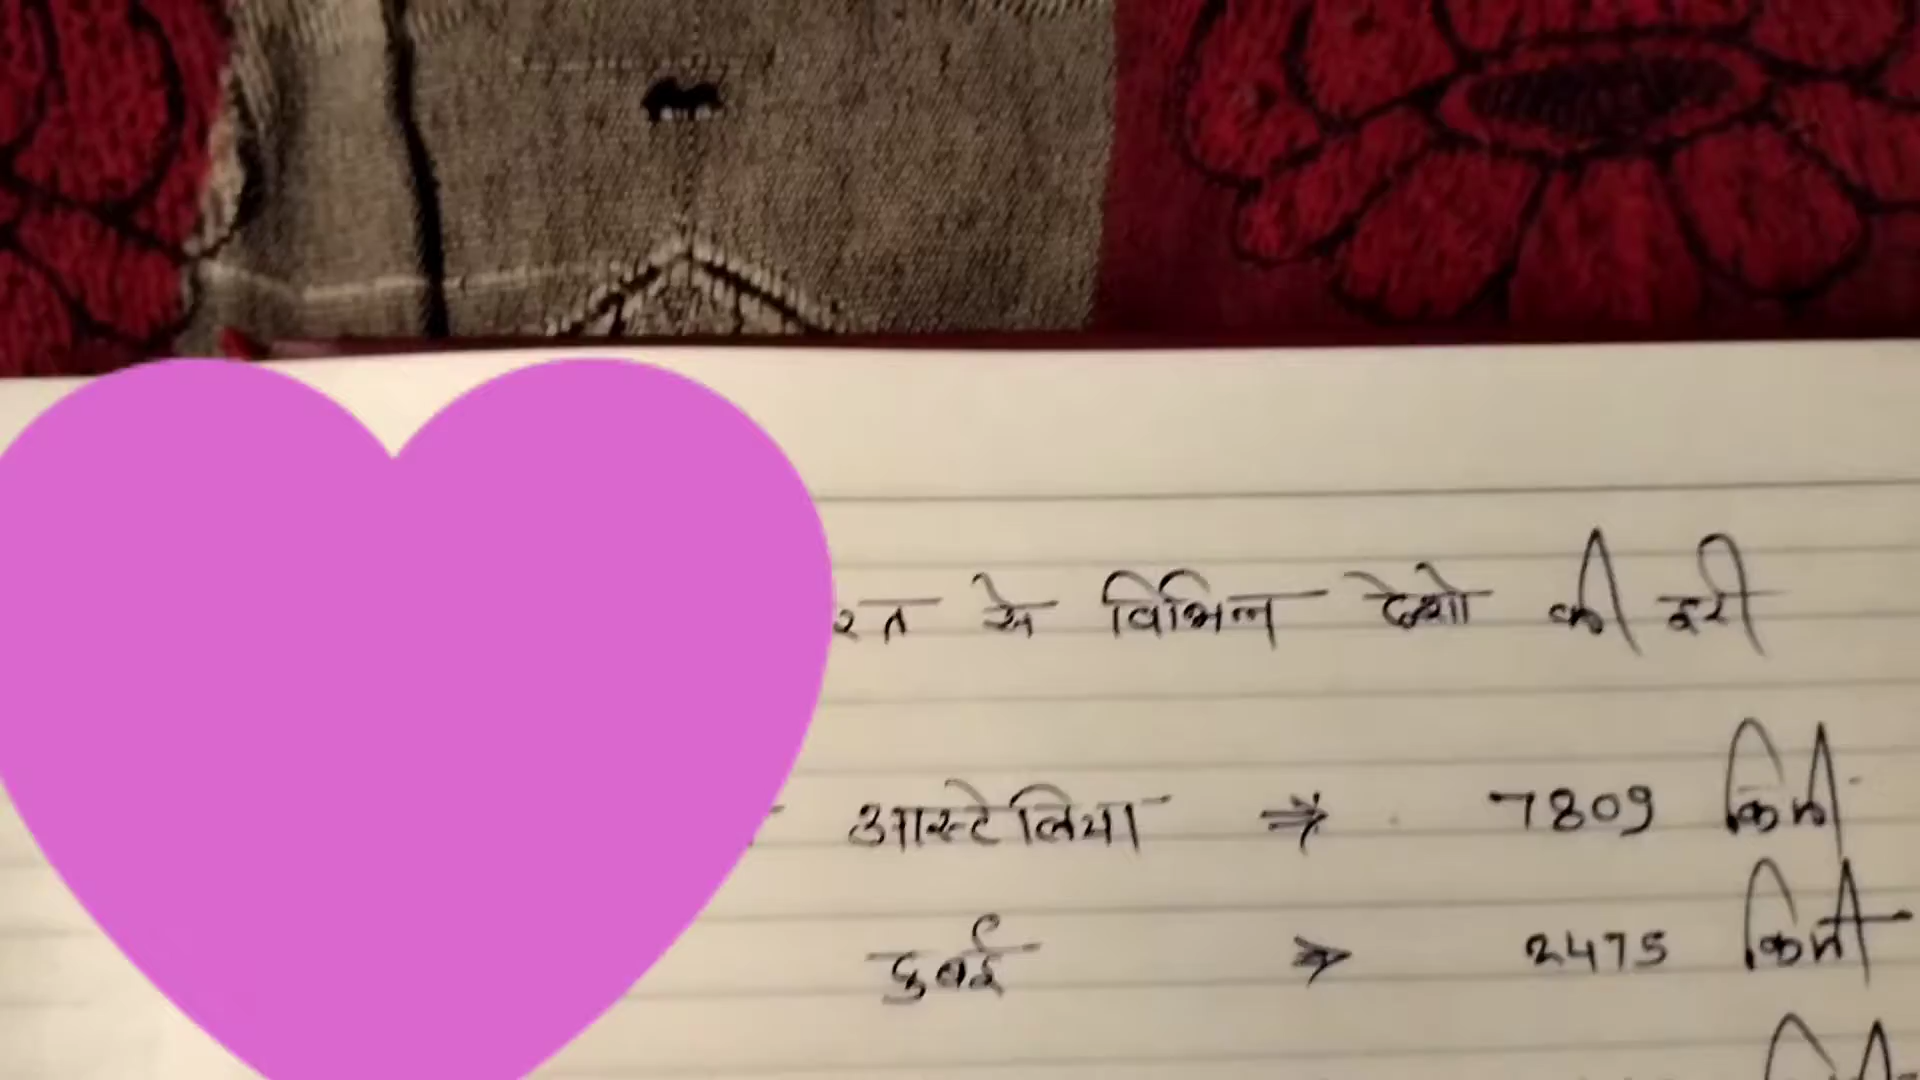 रत से विभिन्न देशो की दूरी
आस्टेलिया ⇒ 7809 किमी
दुबई ⇒ 2475 किमी